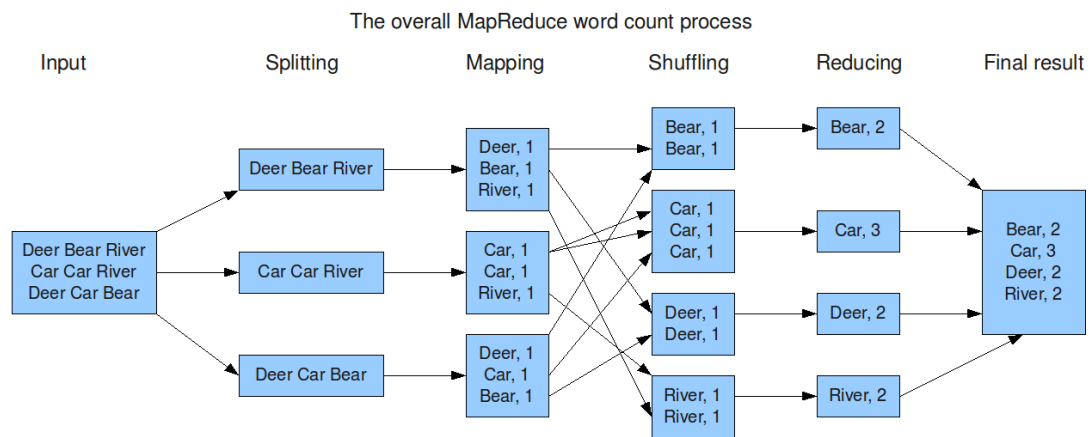 The overall MapReduce word count process
Input
Splitting
Mapping
Shuffling
Reducing
Final result
Deer Bear River
Car Car River
Deer Car Bear
Deer Bear River
Car Car River
Deer Car Bear
Deer, 1
Bear, 1
River, 1
Car, 1
Car, 1
River, 1
Deer, 1
Car, 1
Bear, 1
Bear, 1
Bear, 1
Car, 1
Car, 1
Car, 1
Deer, 1
Deer, 1
River, 1
River, 1
Bear, 2
Car, 3
Deer, 2
River, 2
Bear, 2
Car, 3
Deer, 2
River, 2